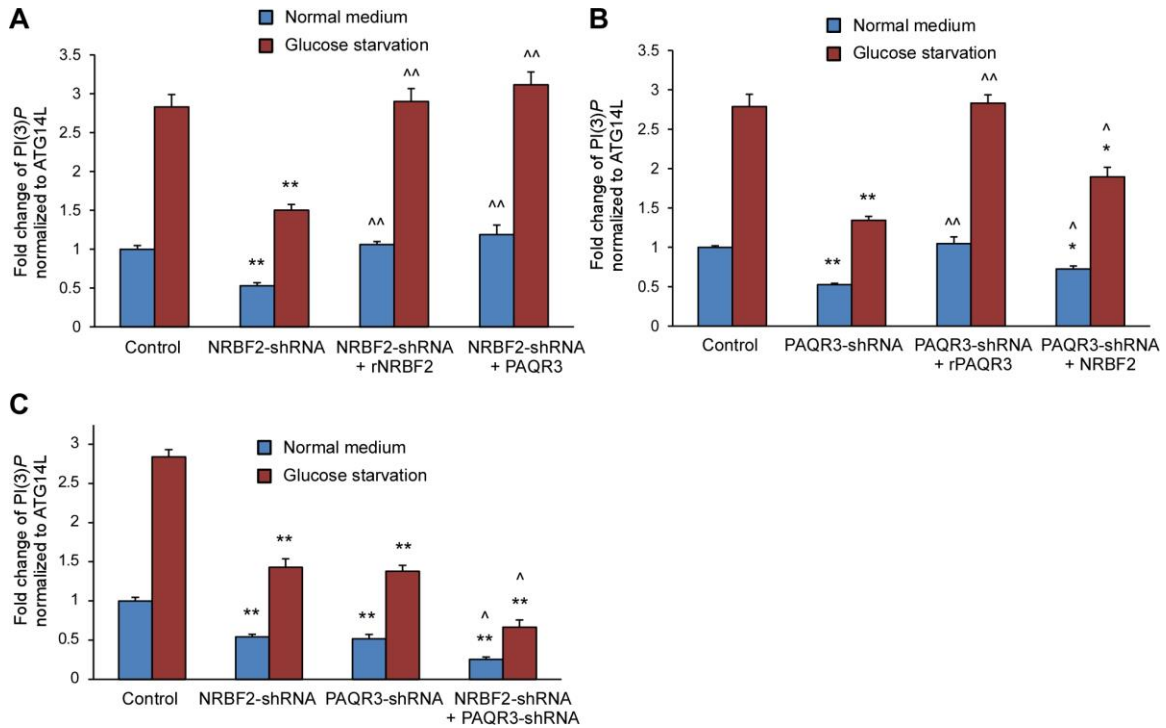 A
Normal medium
Glucose starvation
Fold change of PI(3)P
normalized to ATG14L
3.5
3
2.5
2
1.5
1
0.5
0
**
**
^^
^^
^^
^^
Control
NRBF2-shRNA
NRBF2-shRNA
+ rNRBF2
NRBF2-shRNA
+ PAQR3
B
Normal medium
Glucose starvation
Fold change of PI(3)P
normalized to ATG14L
3.5
3
2.5
2
1.5
1
0.5
0
**
**
^^
^^
^
*
^
*
Control
PAQR3-shRNA
PAQR3-shRNA
+ rPAQR3
PAQR3-shRNA
+ NRBF2
C
Normal medium
Glucose starvation
Fold change of PI(3)P
normalized to ATG14L
3
2.5
2
1.5
1
0.5
0
**
**
**
**
^
**
^
**
Control
NRBF2-shRNA
PAQR3-shRNA
NRBF2-shRNA
+ PAQR3-shRNA